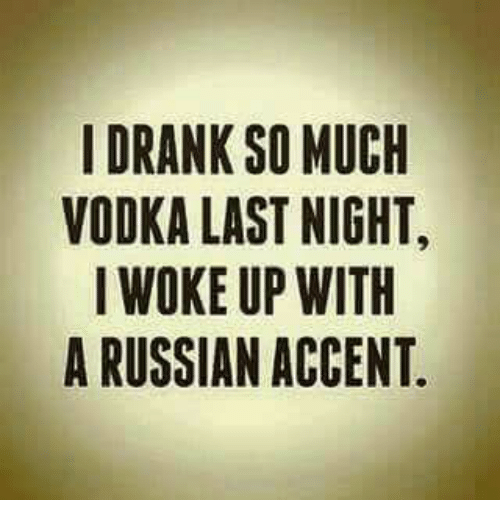 I DRANK SO MUCH
VODKA LAST NIGHT,
I WOKE UP WITH
A RUSSIAN ACCENT.